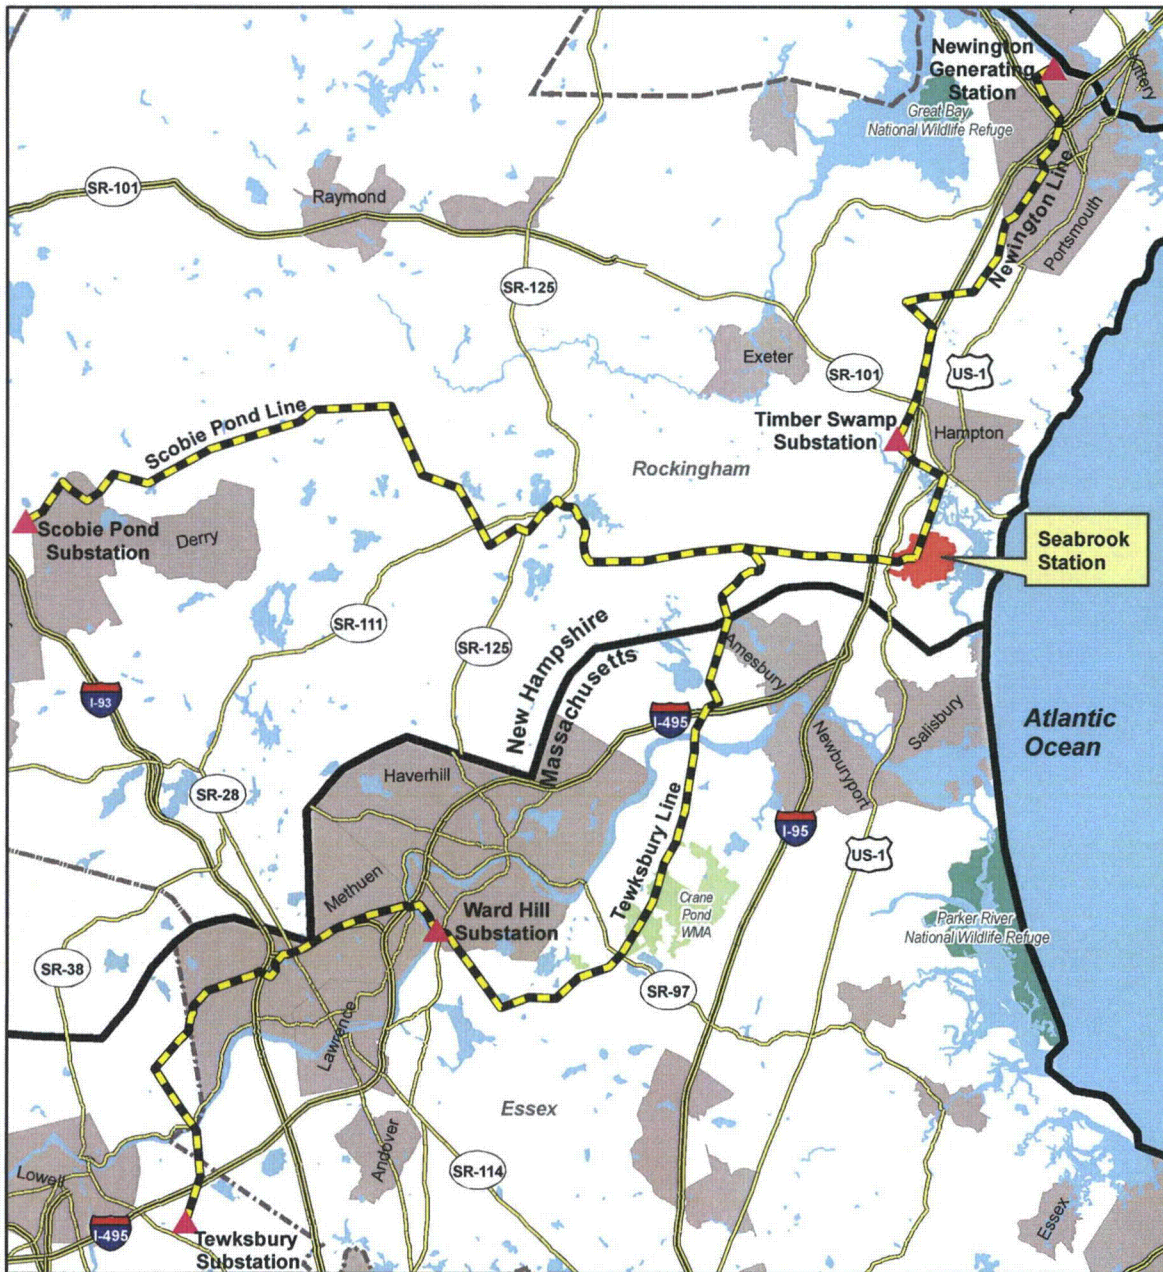 Newington
Generating
Station
Kittery
Great Bay
National Wildlife Refuge
SR-101
Raymond
Newington Line
Portsmouth
SR-125
Exeter
SR-101
US-1
Scobie Pond Line
Timber Swamp
Substation
Hampton
Rockingham
Scobie Pond
Substation
Derry
Seabrook
Station
SR-111
SR-125
New Hampshire
Massachusetts
Amesbury
I-93
I-495
Salisbury
Atlantic
Ocean
Newburyport
Haverhill
SR-28
I-95
US-1
Tewksbury Line
Methuen
Crane
Pond
WMA
Ward Hill
Substation
Parker River
National Wildlife Refuge
SR-38
SR-97
Lawrence
Essex
Andover
SR-114
Lowell
Essex
I-495
Tewksbury
Substation